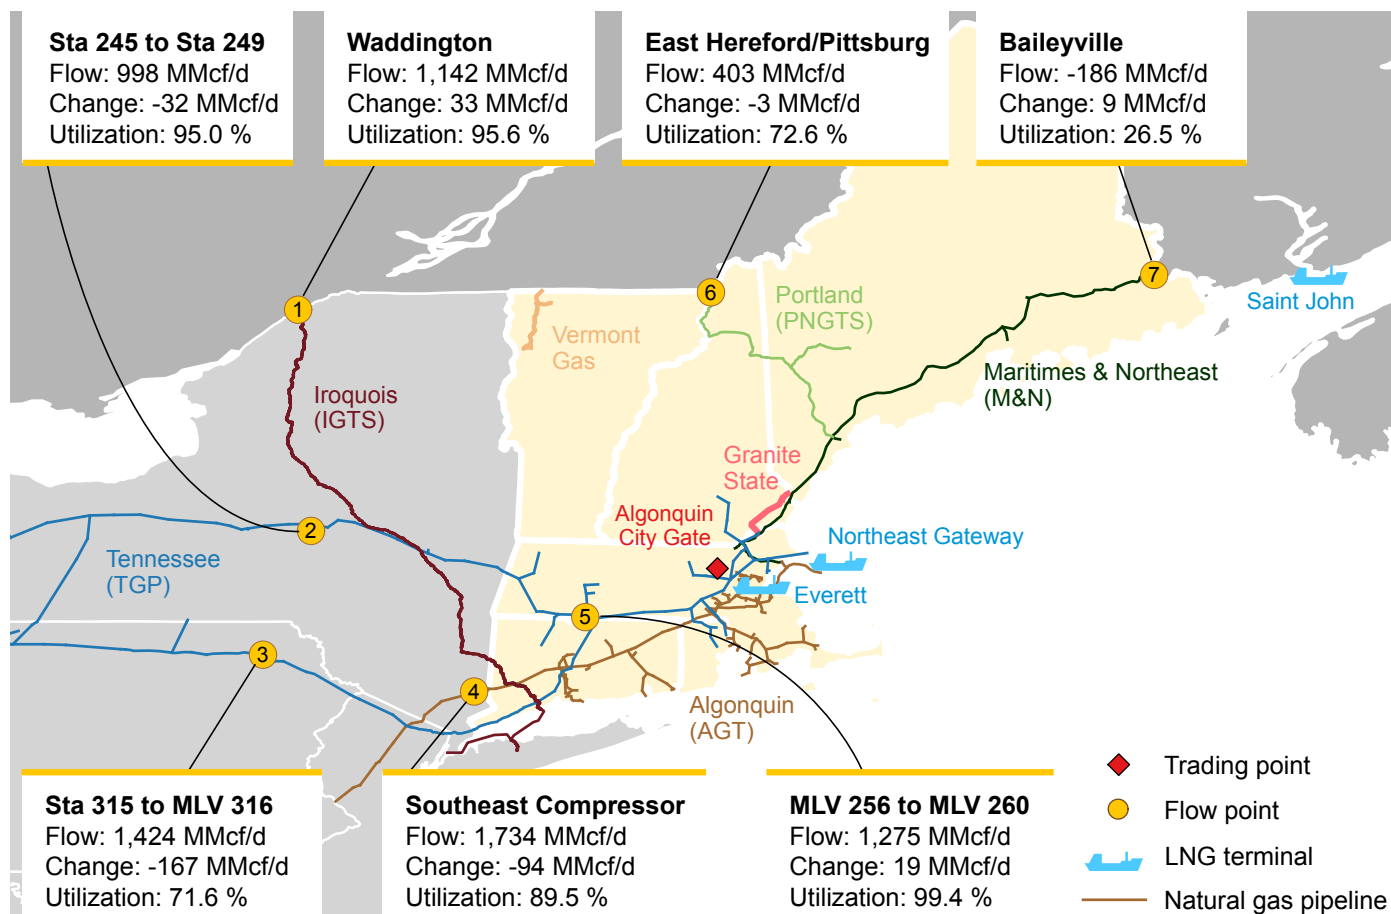 Sta 245 to Sta 249
Flow: 998 MMcf/d
Change: -32 MMcf/d
Utilization: 95.0 %
Waddington
Flow: 1,142 MMcf/d
Change: 33 MMcf/d
Utilization: 95.6 %
East Hereford/Pittsburg
Flow: 403 MMcf/d
Change: -3 MMcf/d
Utilization: 72.6 %
Baileyville
Flow: -186 MMcf/d
Change: 9 MMcf/d
Utilization: 26.5 %
1
6
7
Saint John
Portland
(PNGTS)
Vermont
Gas
Maritimes & Northeast
(M&N)
Iroquois
(IGTS)
Granite
State
Algonquin
City Gate
2
Northeast Gateway
Tennessee
(TGP)
Everett
5
3
4
Algonquin
(AGT)
Sta 315 to MLV 316
Flow: 1,424 MMcf/d
Change: -167 MMcf/d
Utilization: 71.6 %
Southeast Compressor
Flow: 1,734 MMcf/d
Change: -94 MMcf/d
Utilization: 89.5 %
MLV 256 to MLV 260
Flow: 1,275 MMcf/d
Change: 19 MMcf/d
Utilization: 99.4 %
Trading point
Flow point
LNG terminal
Natural gas pipeline